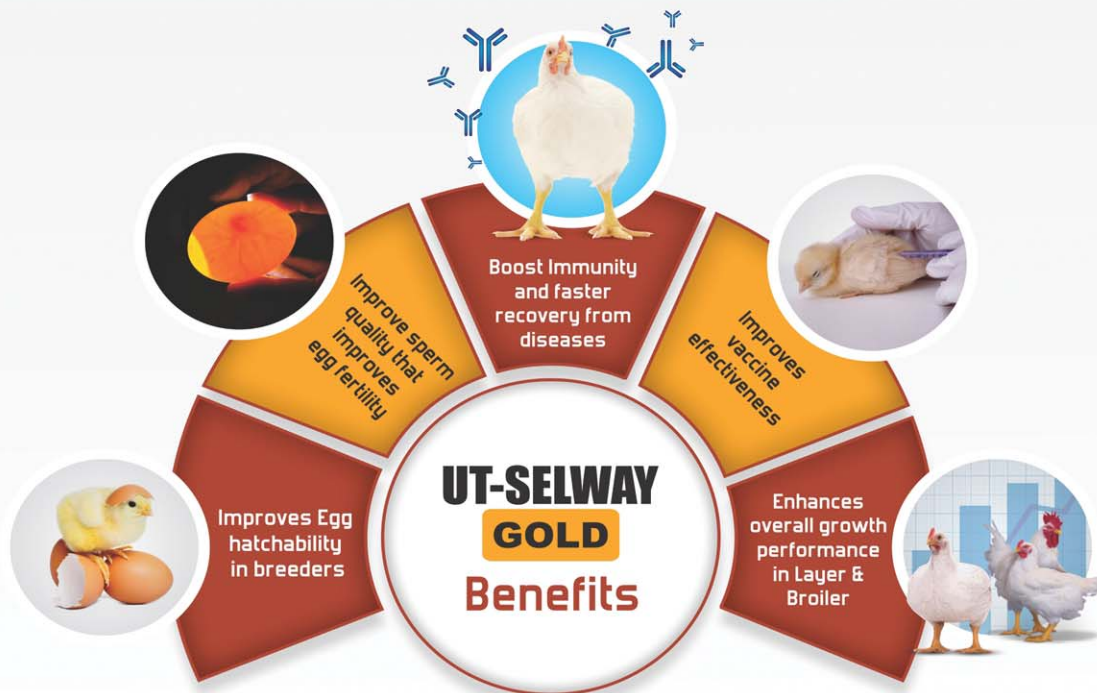 Boost Immunity
and faster
recovery from
diseases
Improve sperm
quality that
improves
egg fertility
Improves
vaccine
effectiveness
Improves Egg
hatchability
in breeders
Enhances
overall growth
performance
in Layer &
Broiler
UT-SELWAY
GOLD
Benefits